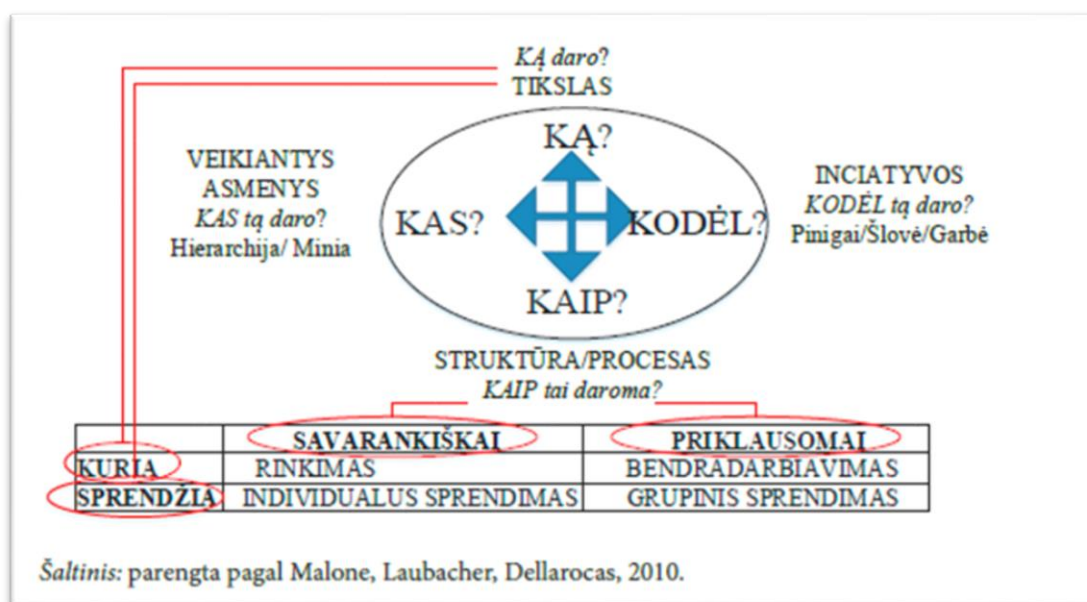 KĄ daro?
TIKSLAS
KĄ?
VEIKIANTYS
ASMENYS
KAS tą daro?
Hierarchija/ Minia
KAS?
KODĖL?
INCIATYVOS
KODĖL tą daro?
Pinigai/Šlovė/Garbė
KAIP?
STRUKTŪRA/PROCESAS
KAIP tai daroma?
SAVARANKIŠKAI PRIKLAUSOMAI
KURIA RINKIMAS BENDRADARBIAVIMAS
SPRENDŽIA INDIVIDUALUS SPRENDIMAS GRUPINIS SPRENDIMAS
Šaltinis: parengta pagal Malone, Laubacher, Dellarocas, 2010.